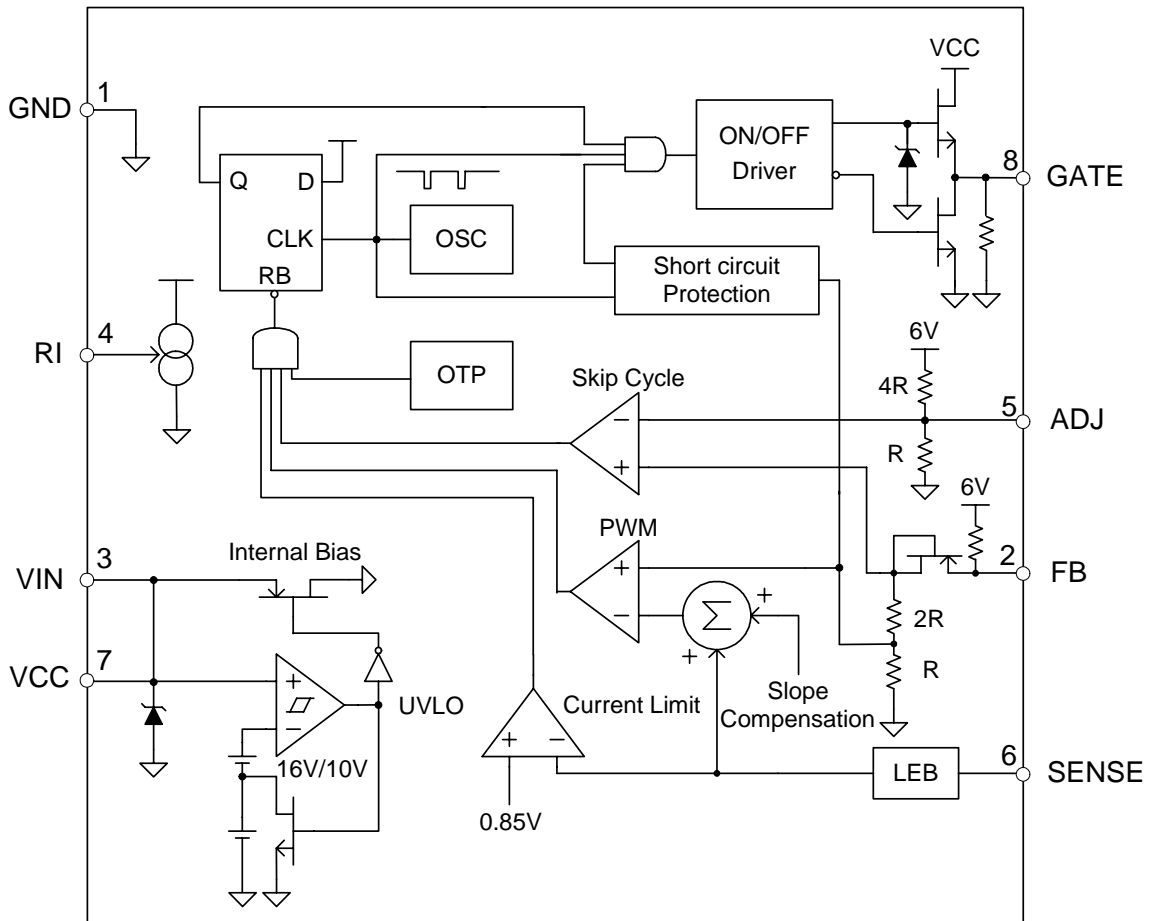 VCC
1
GND
ON/OFF
Driver
8
GATE
Q
D
CLK
OSC
RB
Short circuit
Protection
4
RI
6V
OTP
Skip Cycle
4R
5
ADJ
−
R
+
6V
PWM
3
Internal Bias
2
VIN
+
FB
Σ
+
2R
−
7
+
VCC
R
+
UVLO
Slope
Compensation
Current Limit
−
+
−
16V/10V
LEB
6
SENSE
0.85V